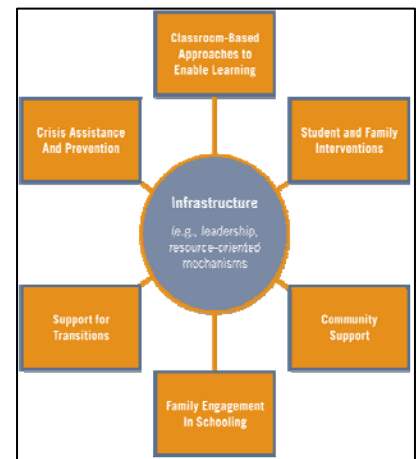 Classroom-Based
Approaches to
Enable Learning
Crisis Assistance
And Prevention
Student and Family
Interventions
Infrastructure
(e.g., leadership,
resource-oriented
mechanisms
Support for
Transitions
Community
Support
Family Engagement
In Schooling